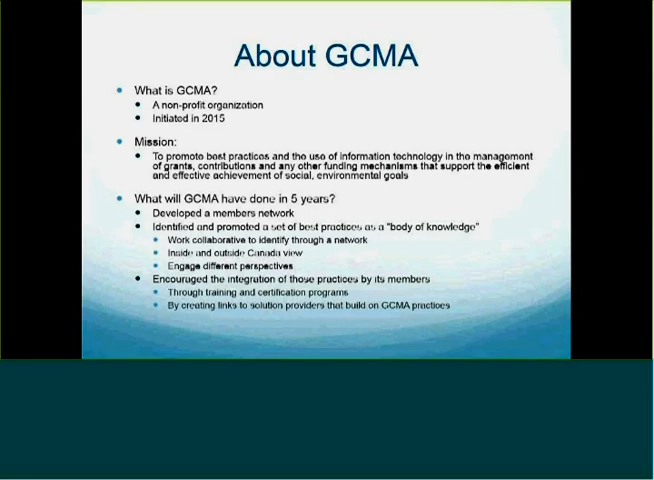 About GCMA
What is GCMA?
A non-profit organization
Initiated in 2015
Mission:
To promote best practices and the use of information technology in the management
of grants, contributions and any other funding mechanisms that support the efficient
and effective achievement of social, environmental goals
What will GCMA have done in 5 years?
Developed a members network
Identified and promoted a set of best practices as a "body of knowledge"
Work collaborative to identify through a network
Inside and outside Canada view
Engage different perspectives
Encouraged the integration of those practices by its members
Through training and certification programs
By creating links to solution providers that build on GCMA practices